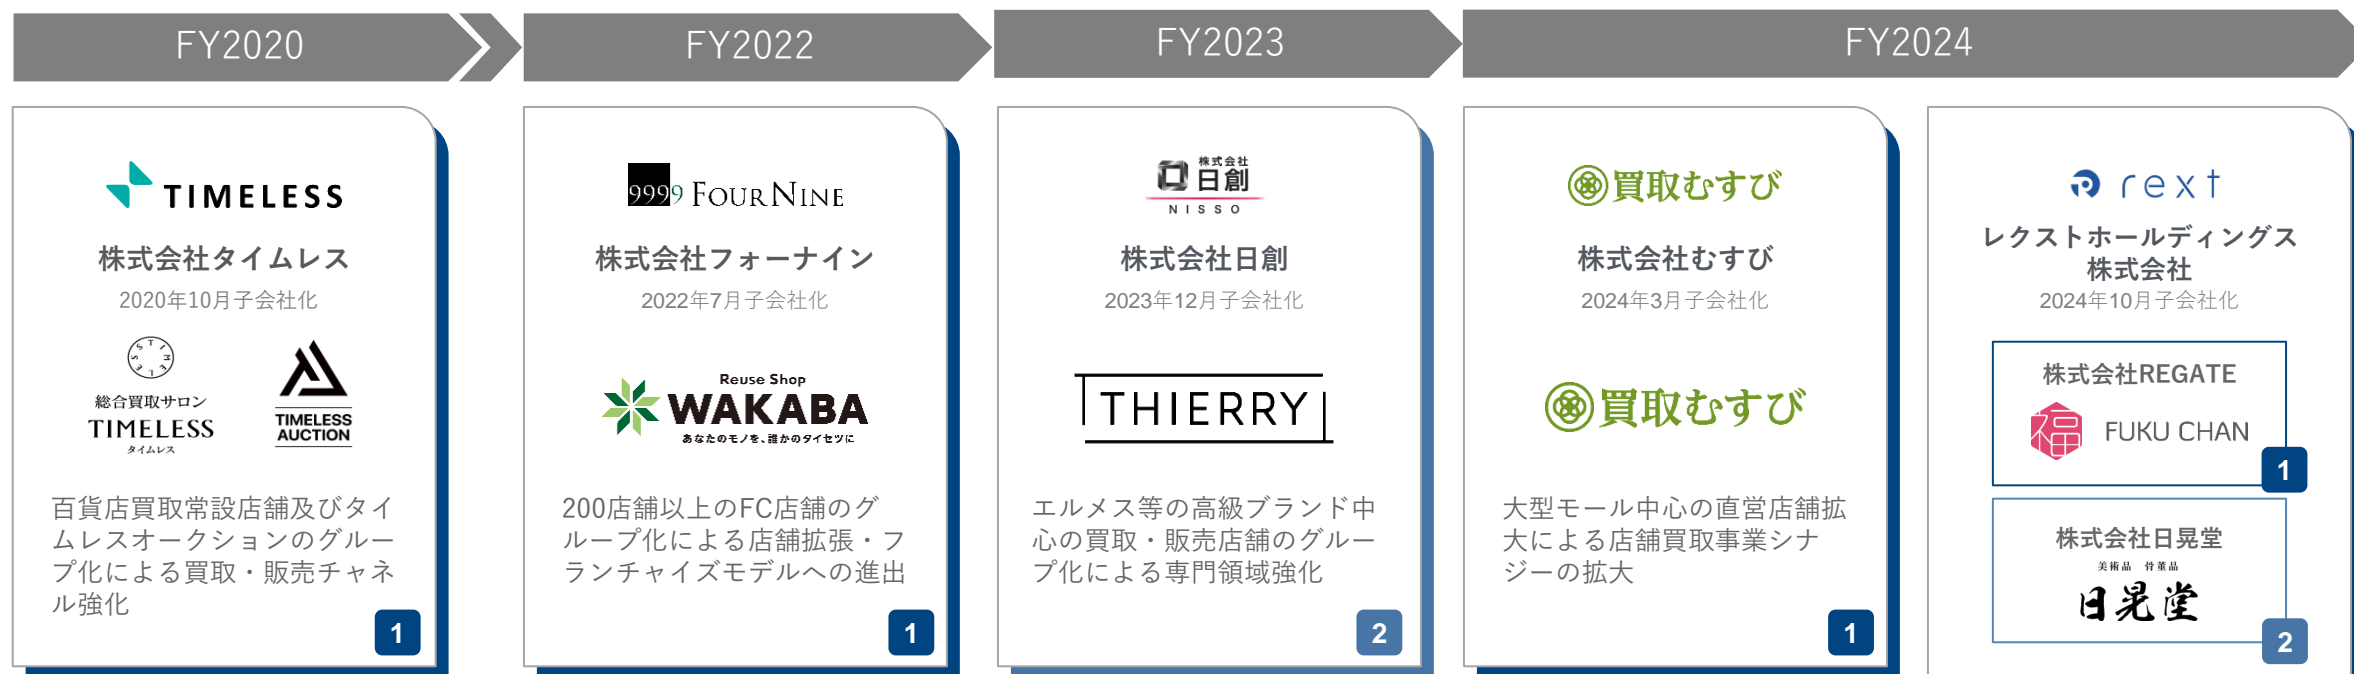 FY2020
FY2022
FY2023
FY2024
TIMELESS
株式会社タイムレス
2020年10月子会社化
TIMELESS
総合買取サロン
TIMELESS
タイムレス
TIMELESS
AUCTION
百貨店買取常設店舗及びタイ
ムレスオークションのグルー
プ化による買取・販売チャネ
ル強化
1
9999 FOURNINE
株式会社フォーナイン
2022年7月子会社化
Reuse Shop
WAKABA
あなたのモノを、誰かのタイセツに
200店舗以上のFC店舗のグ
ループ化による店舗拡張・フ
ランチャイズモデルへの進出
1
株式会社
日創
NISSO
株式会社日創
2023年12月子会社化
THIERRY
エルメス等の高級ブランド中
心の買取・販売店舗のグルー
プ化による専門領域強化
2
買取むすび
株式会社むすび
2024年3月子会社化
買取むすび
大型モール中心の直営店舗拡
大による店舗買取事業シナ
ジーの拡大
1
rext
レクストホールディングス
株式会社
2024年10月子会社化
株式会社REGATE
福 FUKU CHAN
1
株式会社日晃堂
美術品 骨董品
日晃堂
2